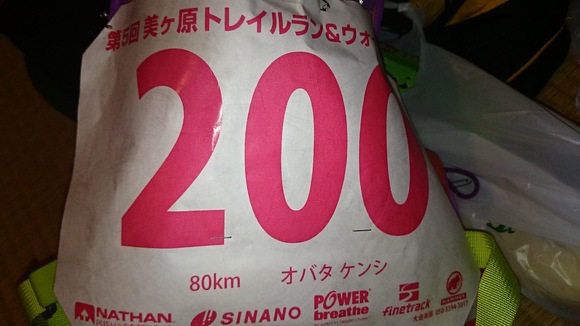 第5回 美ヶ原トレイルラン&ウォ
200
80km オバタ ケンシ
NATHAN. SINANO POWER breathe finetrack